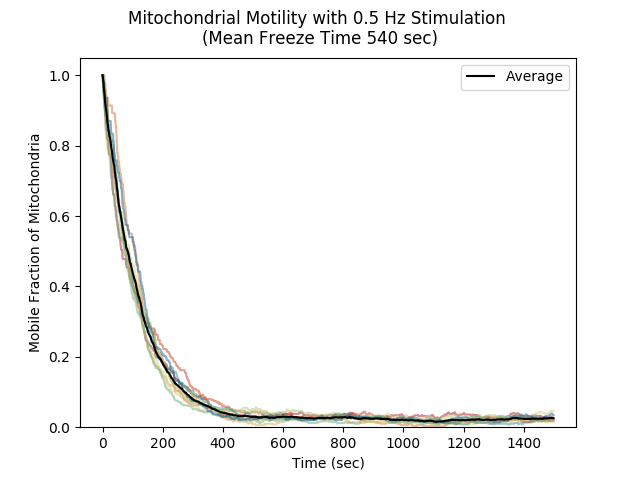 Mitochondrial Motility with 0.5 Hz Stimulation
(Mean Freeze Time 540 sec)
Average
Mobile Fraction of Mitochondria
1.0
0.8
0.6
0.4
0.2
0.0
0 200 400 600 800 1000 1200 1400
Time (sec)